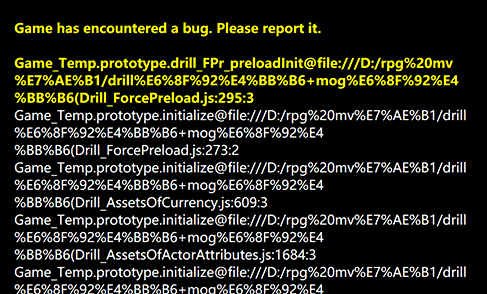 Game has encountered a bug. Please report it.
Game_Temp.prototype.drill_FPr_preloadInit@file:///D:/rpg%20mv
%E7%AE%B1/drill%E6%8F%92%E4%BB%B6+mog%E6%8F%92%E4
%BB%B6(Drill_ForcePreload.js:295:3
Game_Temp.prototype.initialize@file:///D:/rpg%20mv%E7%AE%B1/drill
%E6%8F%92%E4%BB%B6+mog%E6%8F%92%E4
%BB%B6(Drill_ForcePreload.js:273:2
Game_Temp.prototype.initialize@file:///D:/rpg%20mv%E7%AE%B1/drill
%E6%8F%92%E4%BB%B6+mog%E6%8F%92%E4
%BB%B6(Drill_AssetsOfCurrency.js:609:3
Game_Temp.prototype.initialize@file:///D:/rpg%20mv%E7%AE%B1/drill
%E6%8F%92%E4%BB%B6+mog%E6%8F%92%E4
%BB%B6(Drill_AssetsOfActorAttributes.js:1684:3
Game_Temp.prototype.initialize@file:///D:/rpg%20mv%E7%AE%B1/drill
%E6%8F%92%E4%BB%B6+mog%E6%8F%92%E4